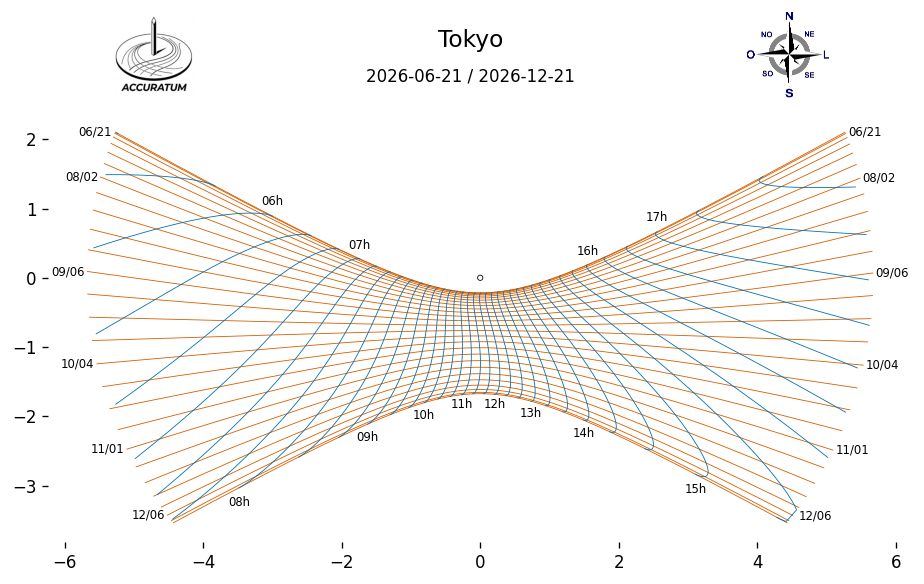 Tokyo
2026-06-21 / 2026-12-21
ACCURATUM
N
NO NE
O L
SO SE
S
2
1
0
−1
−2
−3
−6 −4 −2 0 2 4 6
06/21 06/21
08/02 08/02
09/06 09/06
10/04 10/04
11/01 11/01
12/06 12/06
06h
07h
08h
09h
10h
11h
12h
13h
14h
15h
16h
17h